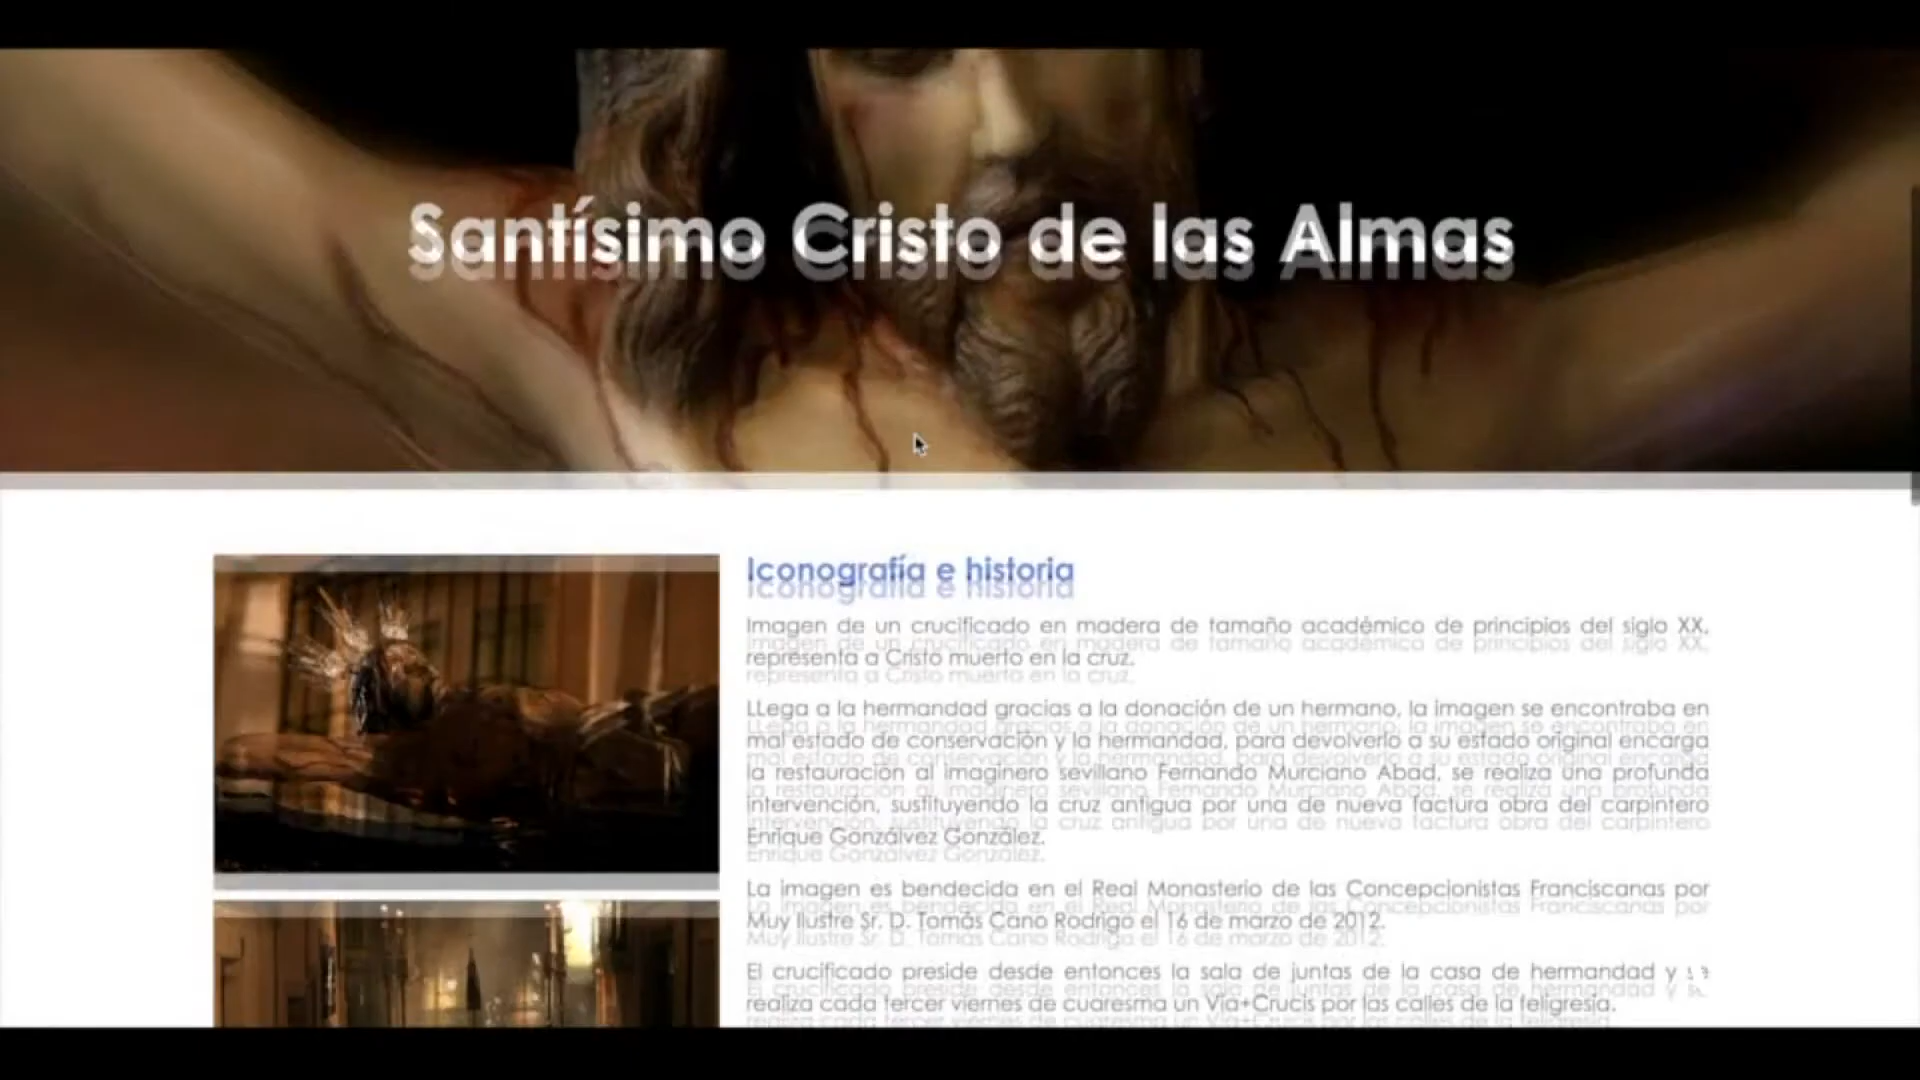 Santísimo Cristo de las Almas
Iconografía e historia
Imagen de un crucificado en madera de tamaño académico de principios del siglo XX,
representa a Cristo muerto en la cruz.
LLega a la hermandad gracias a la donación de un hermano, la imagen se encontraba en
mal estado de conservación y la hermandad, para devolverlo a su estado original encarga
la restauración al imaginero sevillano Fernando Murciano Abad, se realiza una profunda
intervención, sustituyendo la cruz antigua por una de nueva factura obra del carpintero
Enrique Gonzálvez González.
La imagen es bendecida en el Real Monasterio de las Concepcionistas Franciscanas por
Muy Ilustre Sr. D. Tomás Cano Rodrigo el 16 de marzo de 2012.
El crucificado preside desde entonces la sala de juntas de la casa de hermandad y se
realiza cada tercer viernes de cuaresma un Vía+Crucis por las calles de la feligresía.